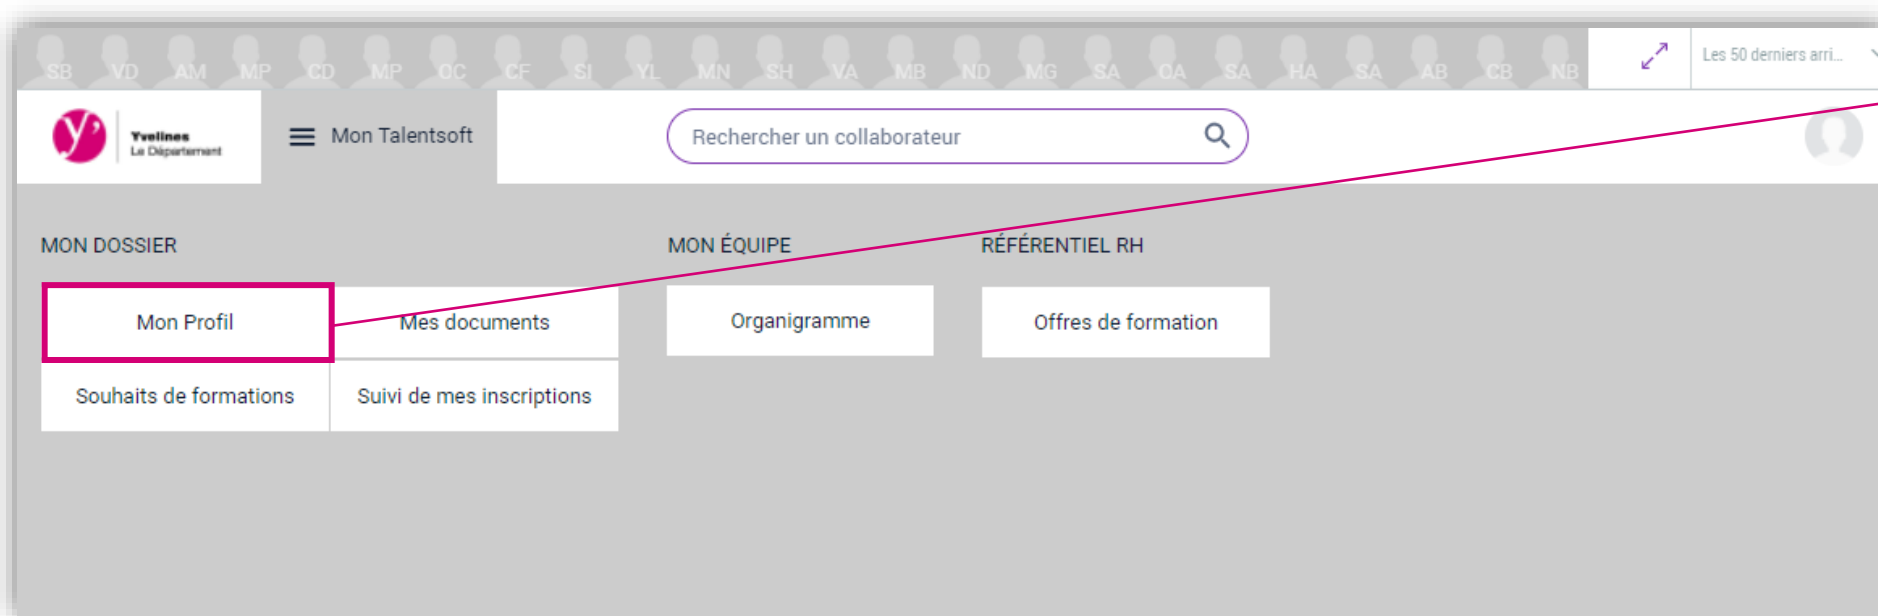 SB VD AM MP CD MP OC CF SI YL MN SH VA MB ND MG SA OA SA HA SA AB CB NB Les 50 derniers arri...
y'
Yvelines
Le Département
Mon Talentsoft
Rechercher un collaborateur
MON DOSSIER
MON ÉQUIPE
RÉFÉRENTIEL RH
Mon Profil
Mes documents
Organigramme
Offres de formation
Souhaits de formations
Suivi de mes inscriptions